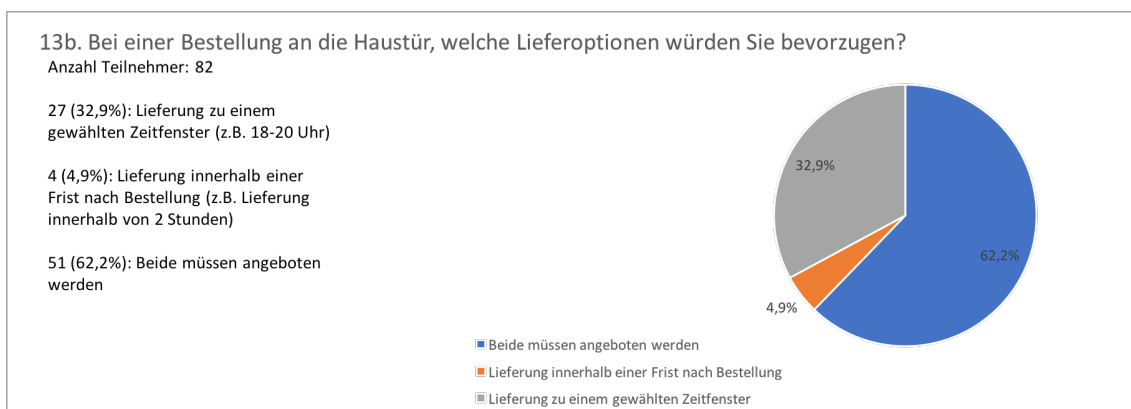 13b. Bei einer Bestellung an die Haustür, welche Lieferoptionen würden Sie bevorzugen?
Anzahl Teilnehmer: 82
27 (32,9%): Lieferung zu einem
gewählten Zeitfenster (z.B. 18-20 Uhr)
4 (4,9%): Lieferung innerhalb einer
Frist nach Bestellung (z.B. Lieferung
innerhalb von 2 Stunden)
51 (62,2%): Beide müssen angeboten
werden
32,9%
62,2%
4,9%
Beide müssen angeboten werden
Lieferung innerhalb einer Frist nach Bestellung
Lieferung zu einem gewählten Zeitfenster